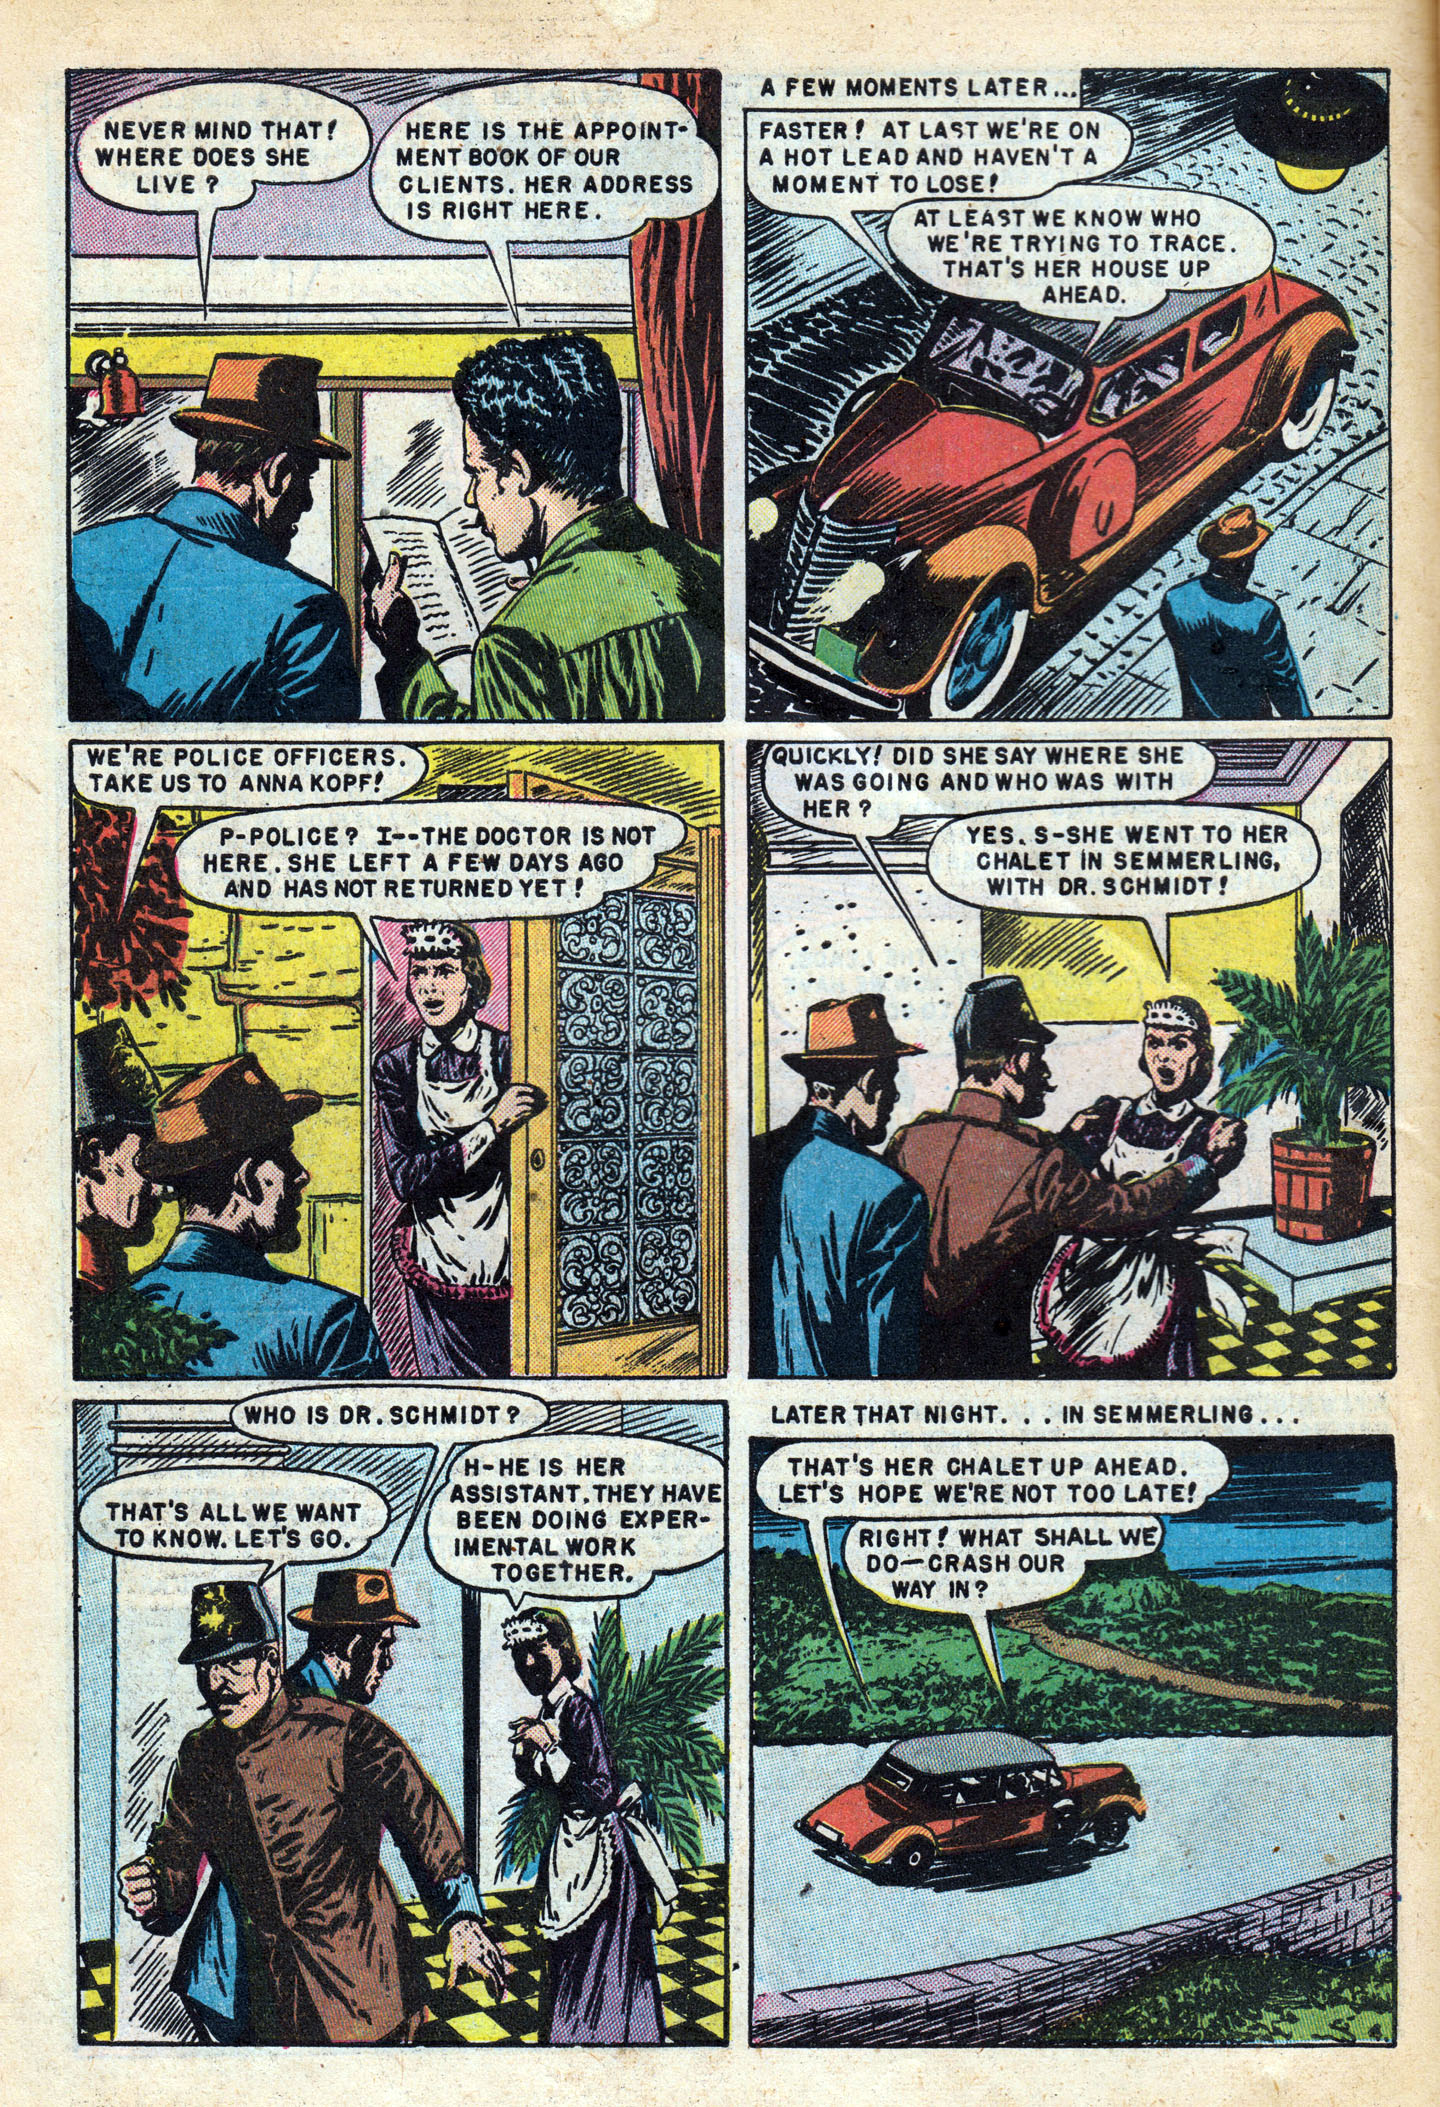 NEVER MIND THAT!
WHERE DOES SHE
LIVE?
HERE IS THE APPOINT-
MENT BOOK OF OUR
CLIENTS. HER ADDRESS
IS RIGHT HERE.
A FEW MOMENTS LATER...
FASTER! AT LAST WE'RE ON
A HOT LEAD AND HAVEN'T A
MOMENT TO LOSE!
AT LEAST WE KNOW WHO
WE'RE TRYING TO TRACE.
THAT'S HER HOUSE UP
AHEAD.
WE'RE POLICE OFFICERS.
TAKE US TO ANNA KOPF!
P-POLICE? I--THE DOCTOR IS NOT
HERE. SHE LEFT A FEW DAYS AGO
AND HAS NOT RETURNED YET!
QUICKLY! DID SHE SAY WHERE SHE
WAS GOING AND WHO WAS WITH
HER?
YES. S-SHE WENT TO HER
CHALET IN SEMMERLING,
WITH DR. SCHMIDT!
WHO IS DR. SCHMIDT?
H-HE IS HER
ASSISTANT. THEY HAVE
BEEN DOING EXPER-
IMENTAL WORK
TOGETHER.
THAT'S ALL WE WANT
TO KNOW. LET'S GO.
LATER THAT NIGHT... IN SEMMERLING...
THAT'S HER CHALET UP AHEAD.
LET'S HOPE WE'RE NOT TOO LATE!
RIGHT! WHAT SHALL WE
DO--CRASH OUR
WAY IN?